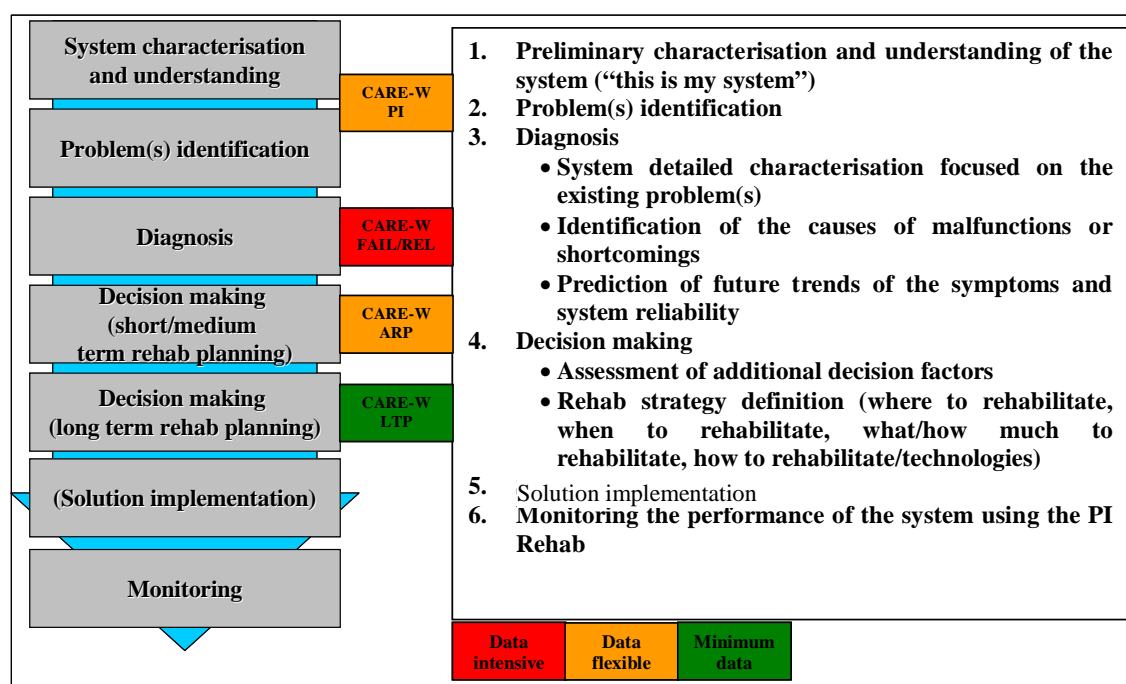 System characterisation
and understanding
CARE-W
PI
Problem(s) identification
Diagnosis
CARE-W
FAIL/REL
Decision making
(short/medium
term rehab planning)
CARE-W
ARP
Decision making
(long term rehab planning)
CARE-W
LTP
(Solution implementation)
Monitoring
1. Preliminary characterisation and understanding of the
system (“this is my system”)
2. Problem(s) identification
3. Diagnosis
• System detailed characterisation focused on the
existing problem(s)
• Identification of the causes of malfunctions or
shortcomings
• Prediction of future trends of the symptoms and
system reliability
4. Decision making
• Assessment of additional decision factors
• Rehab strategy definition (where to rehabilitate,
when to rehabilitate, what/how much to
rehabilitate, how to rehabilitate/technologies)
5. Solution implementation
6. Monitoring the performance of the system using the PI
Rehab
Data
intensive
Data
flexible
Minimum
data